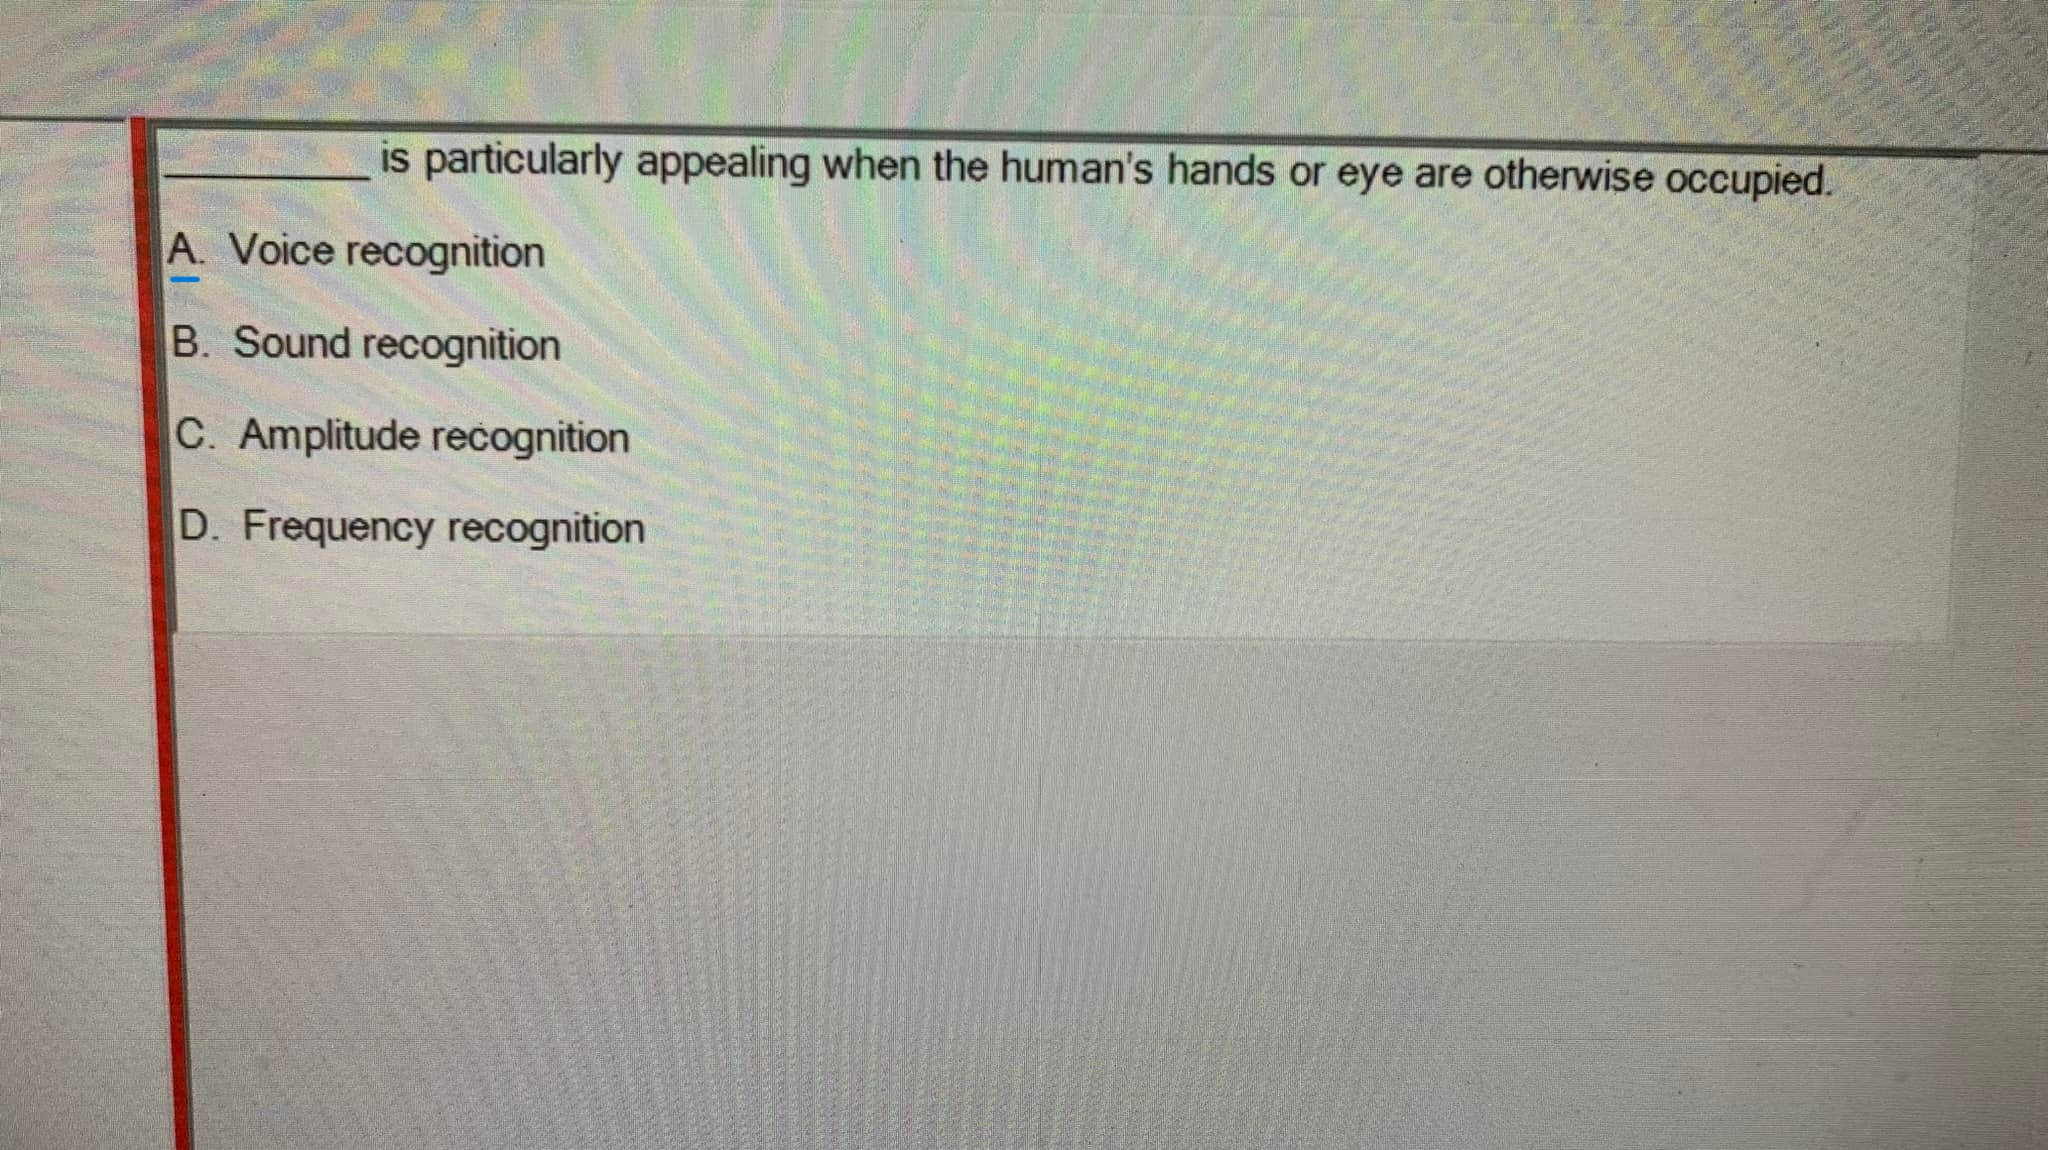 ________ is particularly appealing when the human's hands or eye are otherwise occupied.
A. Voice recognition
B. Sound recognition
C. Amplitude recognition
D. Frequency recognition